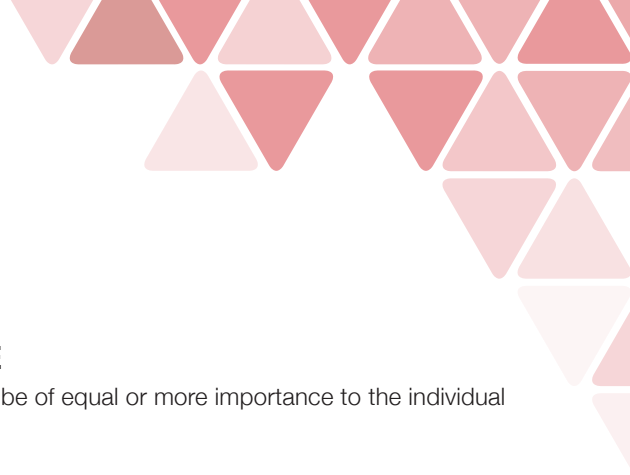 be of equal or more importance to the individual